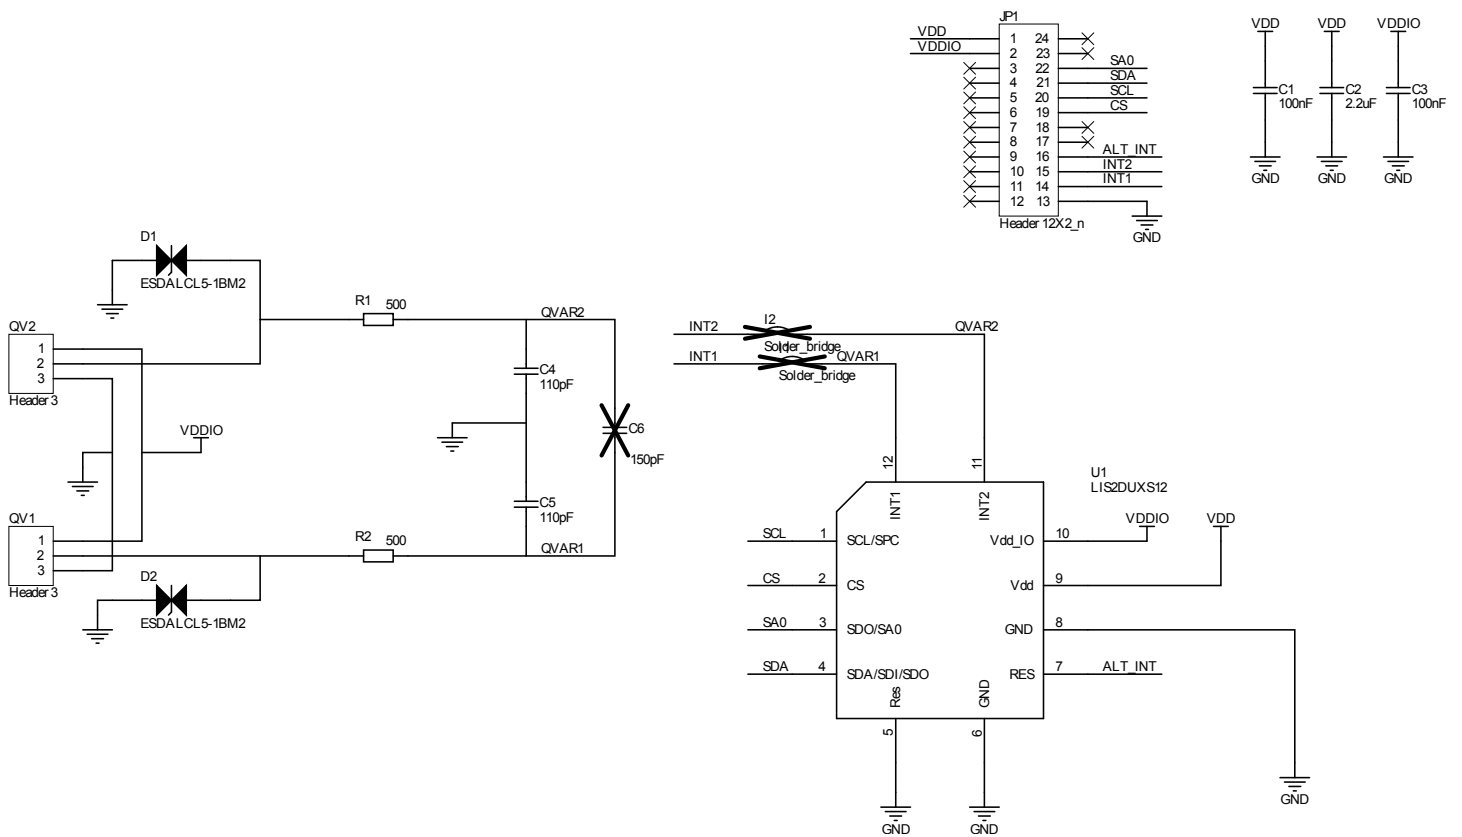 JP1
VDD 1 24
VDDIO 2 23
3 22 SA0
4 21 SDA
5 20 SCL
6 19 CS
7 18
8 17
9 16 ALT_INT
10 15 INT2
11 14 INT1
12 13
Header 12X2_n
GND
VDD
C1
100nF
GND
VDD
C2
2.2uF
GND
VDDIO
C3
100nF
GND
D1
ESDALCL5-1BM2
QV2
1
2
3
Header 3
VDDIO
QV1
1
2
3
Header 3
D2
ESDALCL5-1BM2
R1 500
QVAR2
C4
110pF
C6
150pF
C5
110pF
R2 500
QVAR1
INT2 I2 QVAR2
Solder_bridge
INT1 QVAR1
Solder_bridge
12 11
INT1 INT2
U1
LIS2DUXS12
SCL 1 SCL/SPC
CS 2 CS
SA0 3 SDO/SA0
SDA 4 SDA/SDI/SDO
Vdd_IO 10 VDDIO
VDD
Vdd 9
GND 8
RES 7 ALT_INT
Res GND
5 6
GND GND
GND